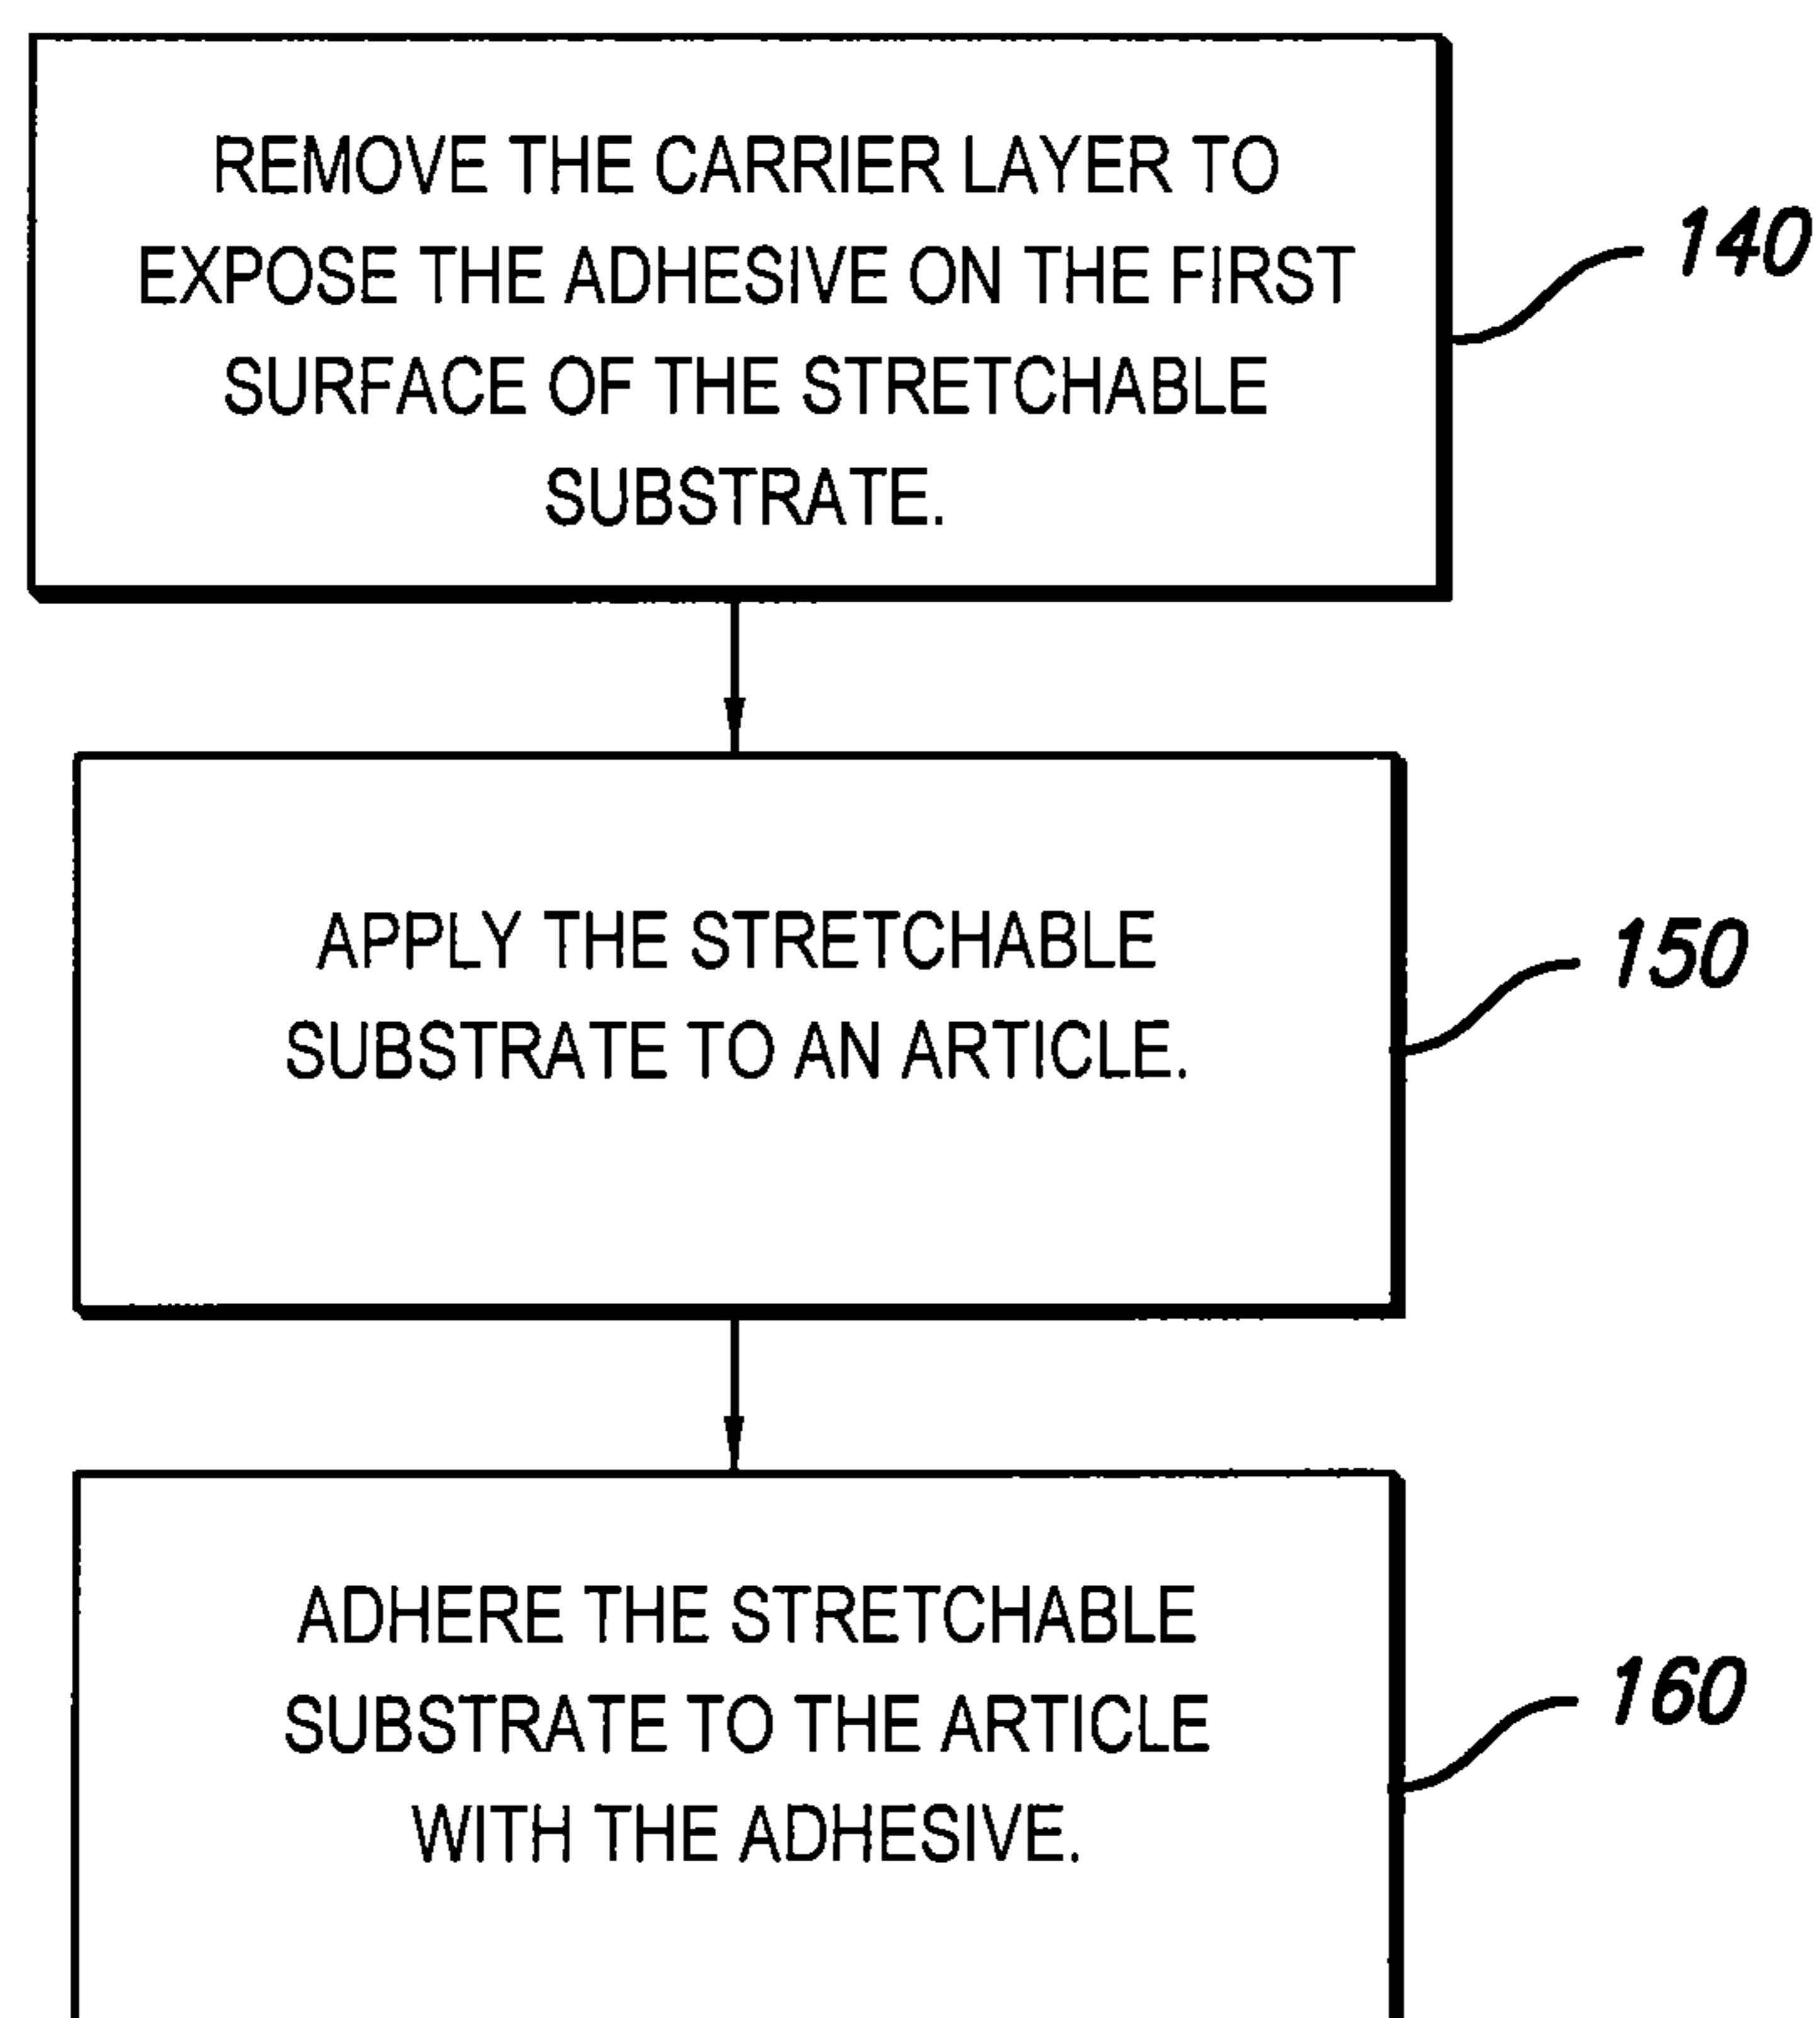 REMOVE THE CARRIER LAYER TO
EXPOSE THE ADHESIVE ON THE FIRST
SURFACE OF THE STRETCHABLE
SUBSTRATE.
140
APPLY THE STRETCHABLE
SUBSTRATE TO AN ARTICLE.
150
ADHERE THE STRETCHABLE
SUBSTRATE TO THE ARTICLE
WITH THE ADHESIVE.
160